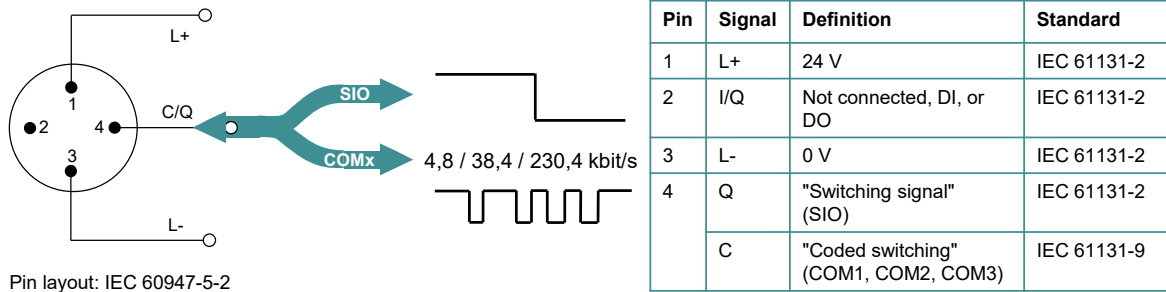 L+
C/Q
1
2
4
3
L-
SIO
COMx
4,8 / 38,4 / 230,4 kbit/s
Pin layout: IEC 60947-5-2
Pin Signal Definition Standard
1 L+ 24 V IEC 61131-2
2 I/Q Not connected, DI, or IEC 61131-2
DO
3 L- 0 V IEC 61131-2
4 Q "Switching signal" IEC 61131-2
(SIO)
C "Coded switching" IEC 61131-9
(COM1, COM2, COM3)